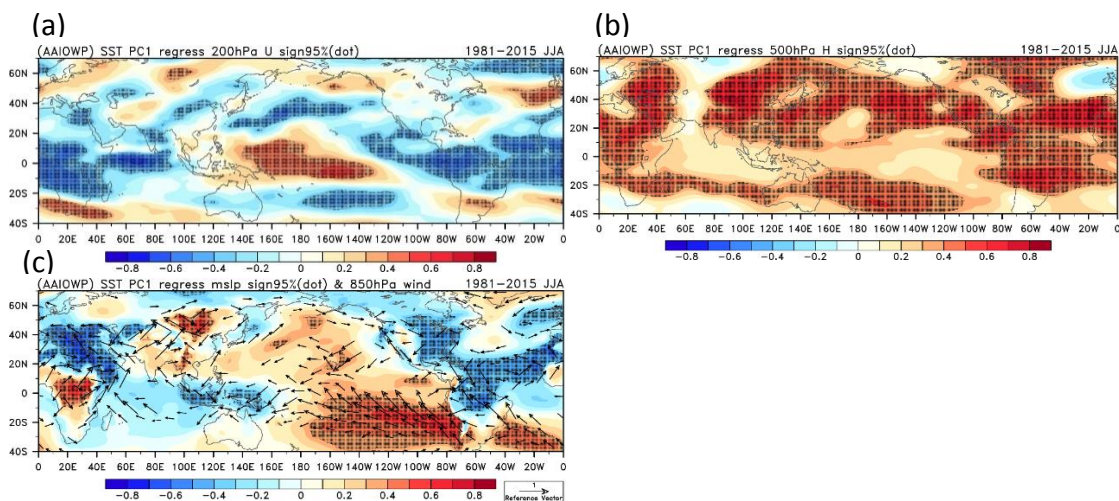 (a)
(AAIOWP) SST PC1 regress 200hPa U sign95%(dot) 1981-2015 JJA
60N
40N
20N
0
20S
40S
0 20E 40E 60E 80E 100E 120E 140E 160E 180 160W 140W 120W 100W 80W 60W 40W 20W 0
-0.8 -0.6 -0.4 -0.2 0 0.2 0.4 0.6 0.8
(b)
(AAIOWP) SST PC1 regress 500hPa H sign95%(dot) 1981-2015 JJA
60N
40N
20N
0
20S
40S
0 20E 40E 60E 80E 100E 120E 140E 160E 180 160W 140W 120W 100W 80W 60W 40W 20W 0
-0.8 -0.6 -0.4 -0.2 0 0.2 0.4 0.6 0.8
(c)
(AAIOWP) SST PC1 regress mslp sign95%(dot) & 850hPa wind 1981-2015 JJA
60N
40N
20N
0
20S
40S
0 20E 40E 60E 80E 100E 120E 140E 160E 180 160W 140W 120W 100W 80W 60W 40W 20W 0
-0.8 -0.6 -0.4 -0.2 0 0.2 0.4 0.6 0.8
1
Reference Vector